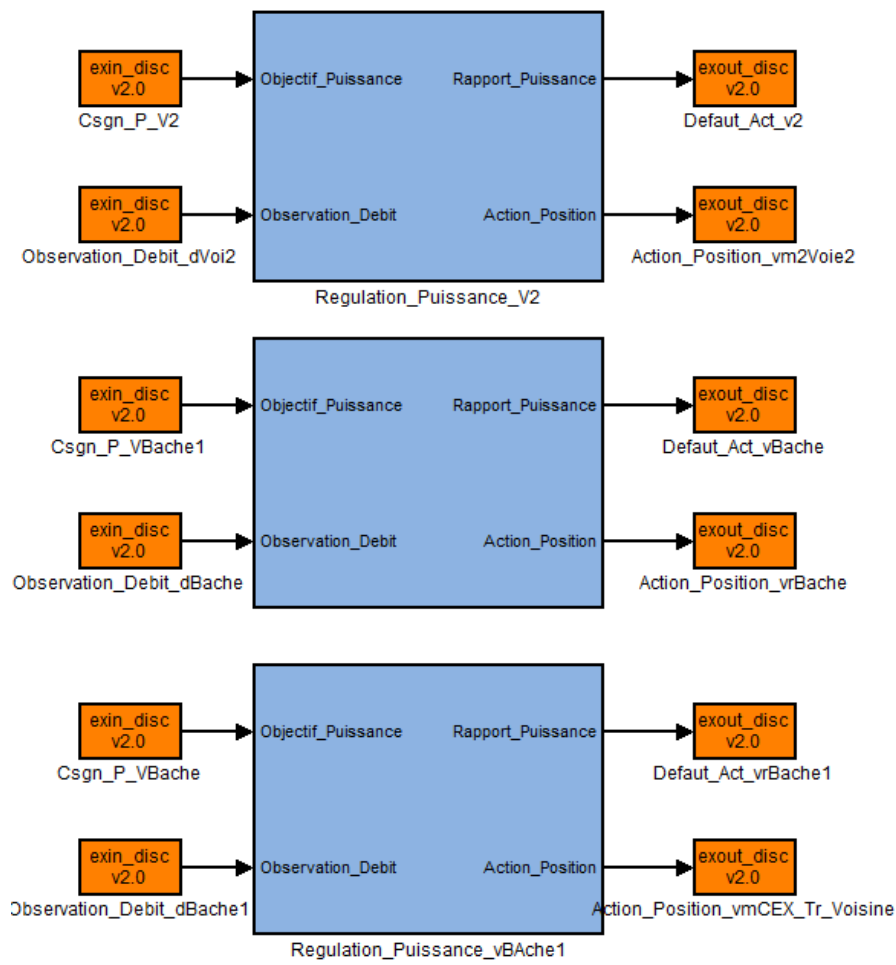 exin_disc
v2.0
Csgn_P_V2
Objectif_Puissance
Rapport_Puissance
exout_disc
v2.0
Defaut_Act_v2
exin_disc
v2.0
Observation_Debit_dVoi2
Observation_Debit
Action_Position
exout_disc
v2.0
Action_Position_vm2Voie2
Regulation_Puissance_V2
exin_disc
v2.0
Csgn_P_VBache1
Objectif_Puissance
Rapport_Puissance
exout_disc
v2.0
Defaut_Act_vBache
exin_disc
v2.0
Observation_Debit_dBache
Observation_Debit
Action_Position
exout_disc
v2.0
Action_Position_vrBache
exin_disc
v2.0
Csgn_P_VBache
Objectif_Puissance
Rapport_Puissance
exout_disc
v2.0
Defaut_Act_vrBache1
exin_disc
v2.0
Observation_Debit_dBache1
Observation_Debit
Action_Position
exout_disc
v2.0
Action_Position_vmCEX_Tr_Voisine
Regulation_Puissance_vBAche1